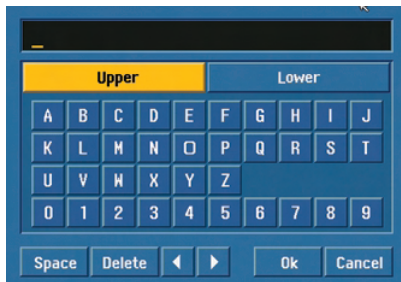 _
Upper Lower
A B C D E F G H I J
K L M N O P Q R S T
U V W X Y Z
0 1 2 3 4 5 6 7 8 9
Space Delete Ok Cancel